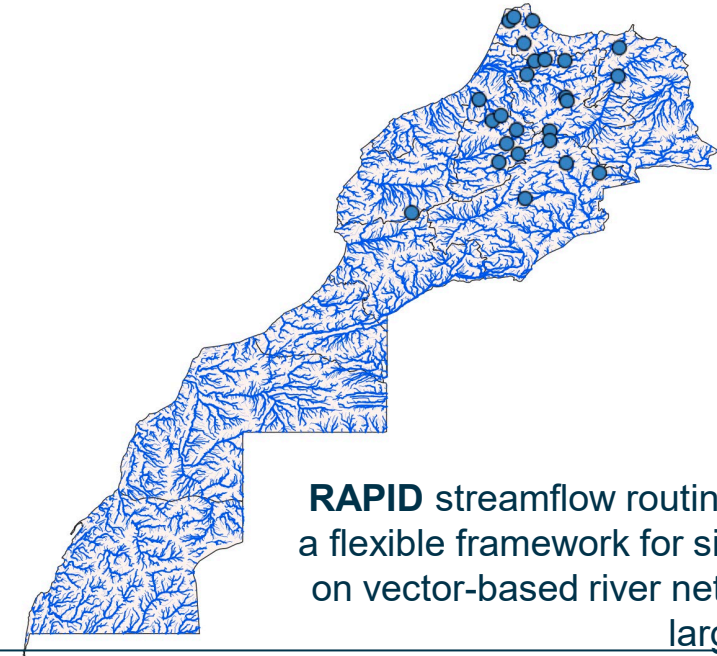 RAPID streamflow routin
a flexible framework for si
on vector-based river net
larg